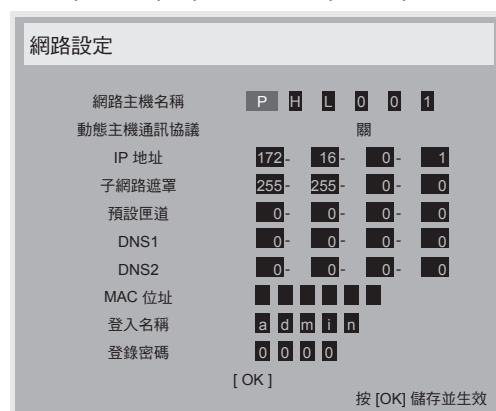 網路設定
網路主機名稱 P H L 0 0 1
動態主機通訊協議 關
IP 地址 172- 16- 0- 1
子網路遮罩 255- 255- 0- 0
預設匣道 0- 0- 0- 0
DNS1 0- 0- 0- 0
DNS2 0- 0- 0- 0
MAC 位址
登入名稱 a d m i n
登錄密碼 0 0 0 0
[ OK ]
按 [OK] 儲存並生效